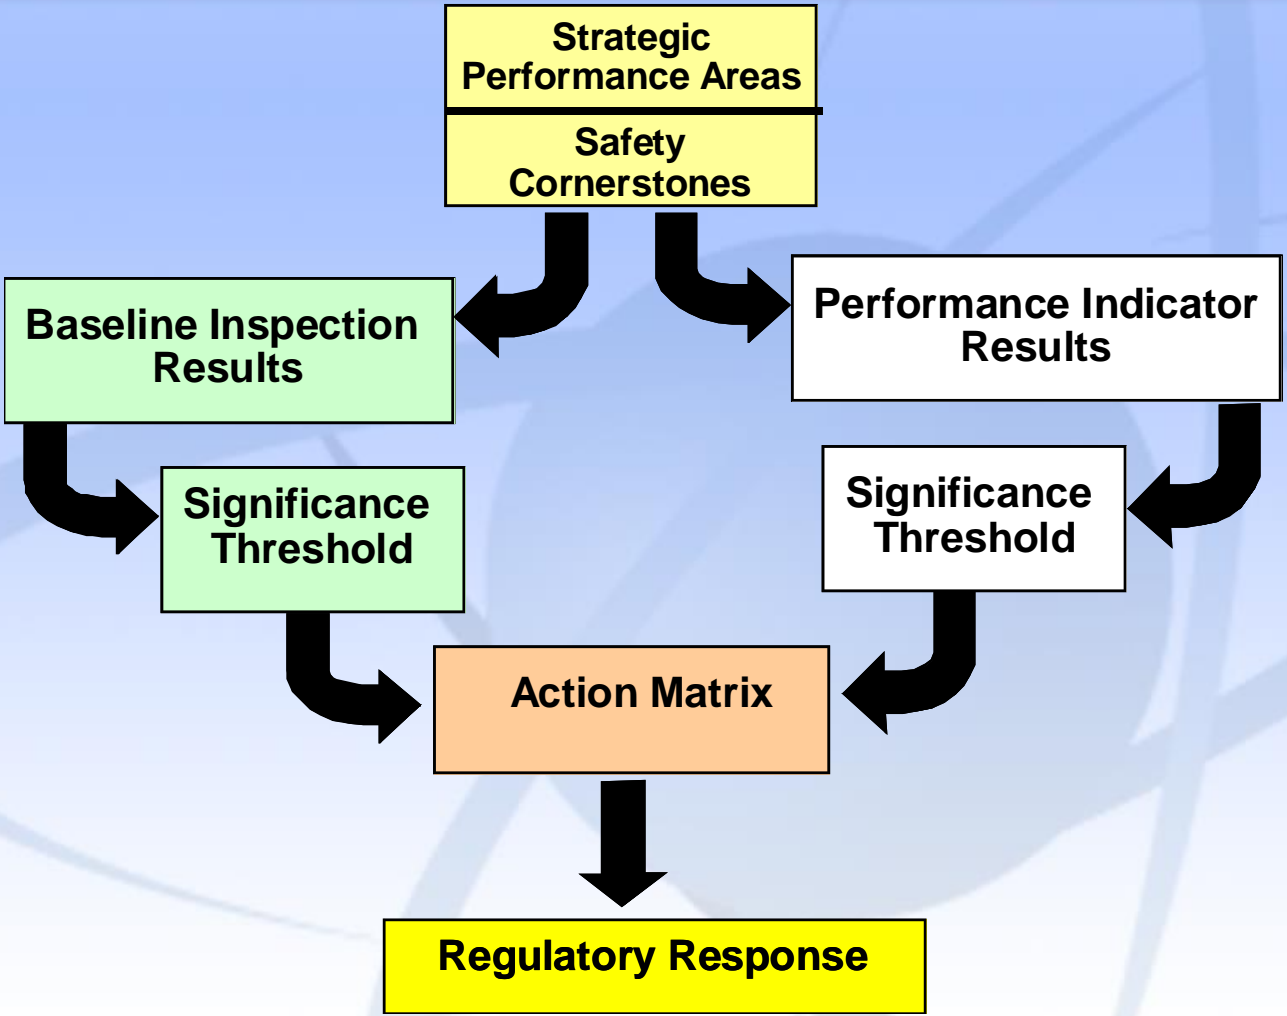 Strategic
Performance Areas
Safety
Cornerstones
Baseline Inspection
Results
Performance Indicator
Results
Significance
Threshold
Significance
Threshold
Action Matrix
Regulatory Response